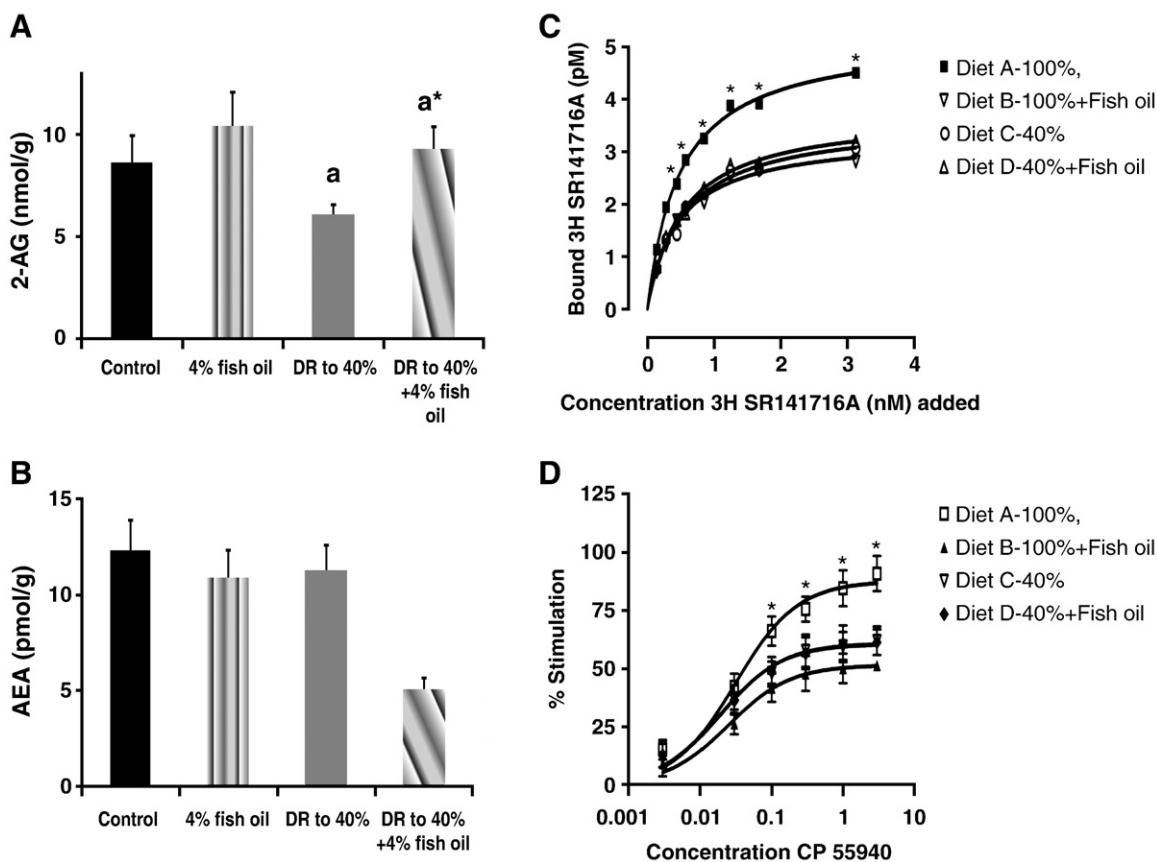 A
2-AG (nmol/g)
10
5
0
a
a*
Control
4% fish oil
DR to 40%
DR to 40%
+4% fish
oil
B
AEA (pmol/g)
15
10
5
0
Control
4% fish oil
DR to 40%
DR to 40%
+4% fish oil
C
Bound 3H SR141716A (pM)
5
4
3
2
1
0
* * * * * *
0 1 2 3 4
Concentration 3H SR141716A (nM) added
Diet A-100%,
Diet B-100%+Fish oil
Diet C-40%
Diet D-40%+Fish oil
D
% Stimulation
125
100
75
50
25
0
* * * *
0.001 0.01 0.1 1 10
Concentration CP 55940
Diet A-100%,
Diet B-100%+Fish oil
Diet C-40%
Diet D-40%+Fish oil